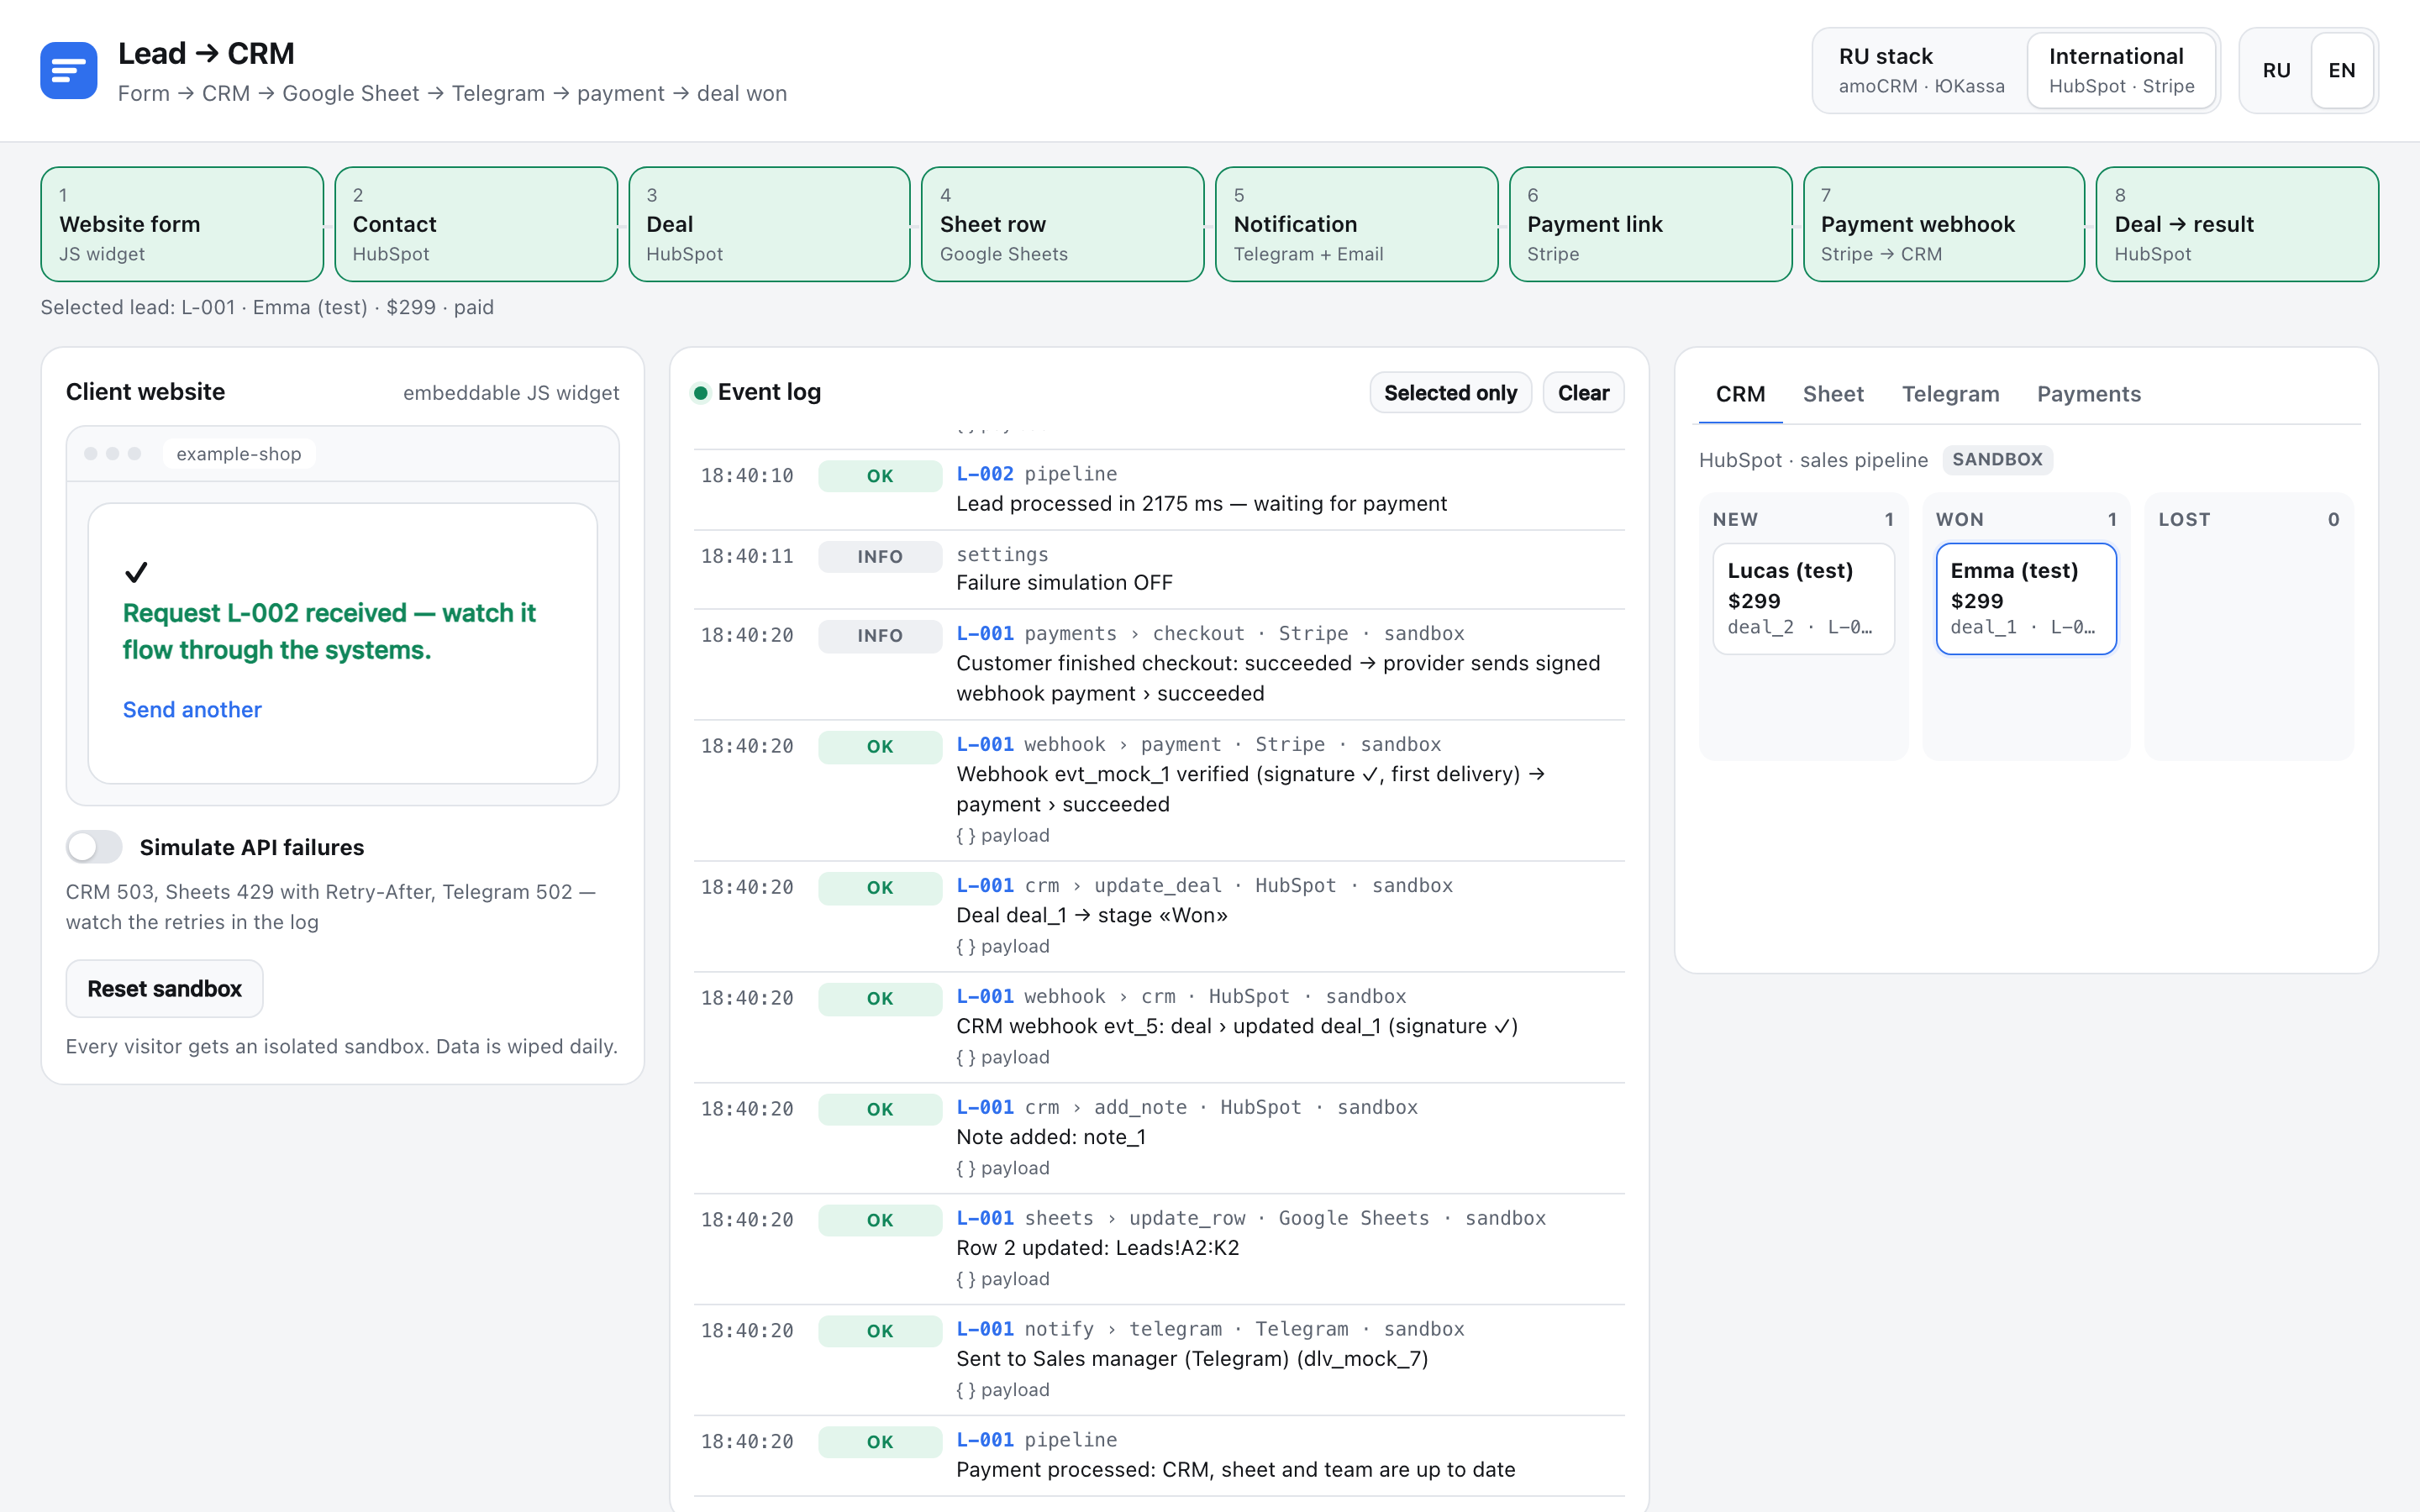 Lead → CRM
Form → CRM → Google Sheet → Telegram → payment → deal won
RU stack
amoCRM · ЮKassa
International
HubSpot · Stripe
RU
EN
1
Website form
JS widget
2
Contact
HubSpot
3
Deal
HubSpot
4
Sheet row
Google Sheets
5
Notification
Telegram + Email
6
Payment link
Stripe
7
Payment webhook
Stripe → CRM
8
Deal → result
HubSpot
Selected lead: L-001 · Emma (test) · $299 · paid
Client website
embeddable JS widget
example-shop
✓
Request L-002 received — watch it
flow through the systems.
Send another
Simulate API failures
CRM 503, Sheets 429 with Retry-After, Telegram 502 —
watch the retries in the log
Reset sandbox
Every visitor gets an isolated sandbox. Data is wiped daily.
Event log
Selected only
Clear
18:40:10 OK L-002 pipeline
Lead processed in 2175 ms — waiting for payment
18:40:11 INFO settings
Failure simulation OFF
18:40:20 INFO L-001 payments › checkout · Stripe · sandbox
Customer finished checkout: succeeded → provider sends signed
webhook payment › succeeded
18:40:20 OK L-001 webhook › payment · Stripe · sandbox
Webhook evt_mock_1 verified (signature ✓, first delivery) →
payment › succeeded
{ } payload
18:40:20 OK L-001 crm › update_deal · HubSpot · sandbox
Deal deal_1 → stage «Won»
{ } payload
18:40:20 OK L-001 webhook › crm · HubSpot · sandbox
CRM webhook evt_5: deal › updated deal_1 (signature ✓)
{ } payload
18:40:20 OK L-001 crm › add_note · HubSpot · sandbox
Note added: note_1
{ } payload
18:40:20 OK L-001 sheets › update_row · Google Sheets · sandbox
Row 2 updated: Leads!A2:K2
{ } payload
18:40:20 OK L-001 notify › telegram · Telegram · sandbox
Sent to Sales manager (Telegram) (dlv_mock_7)
{ } payload
18:40:20 OK L-001 pipeline
Payment processed: CRM, sheet and team are up to date
CRM
Sheet
Telegram
Payments
HubSpot · sales pipeline SANDBOX
NEW 1
Lucas (test)
$299
deal_2 · L-0…
WON 1
Emma (test)
$299
deal_1 · L-0…
LOST 0